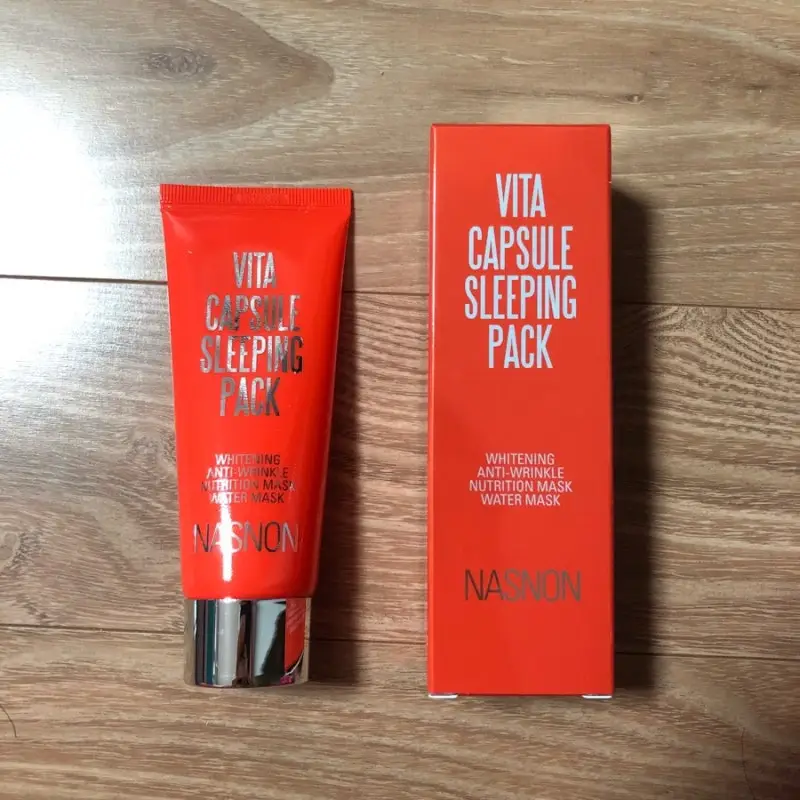 VITA
CAPSULE
SLEEPING
PACK
WHITENING
ANTI-WRINKLE
NUTRITION MASK
WATER MASK
NASNON
VITA
CAPSULE
SLEEPING
PACK
WHITENING
ANTI-WRINKLE
NUTRITION MASK
WATER MASK
NASNON